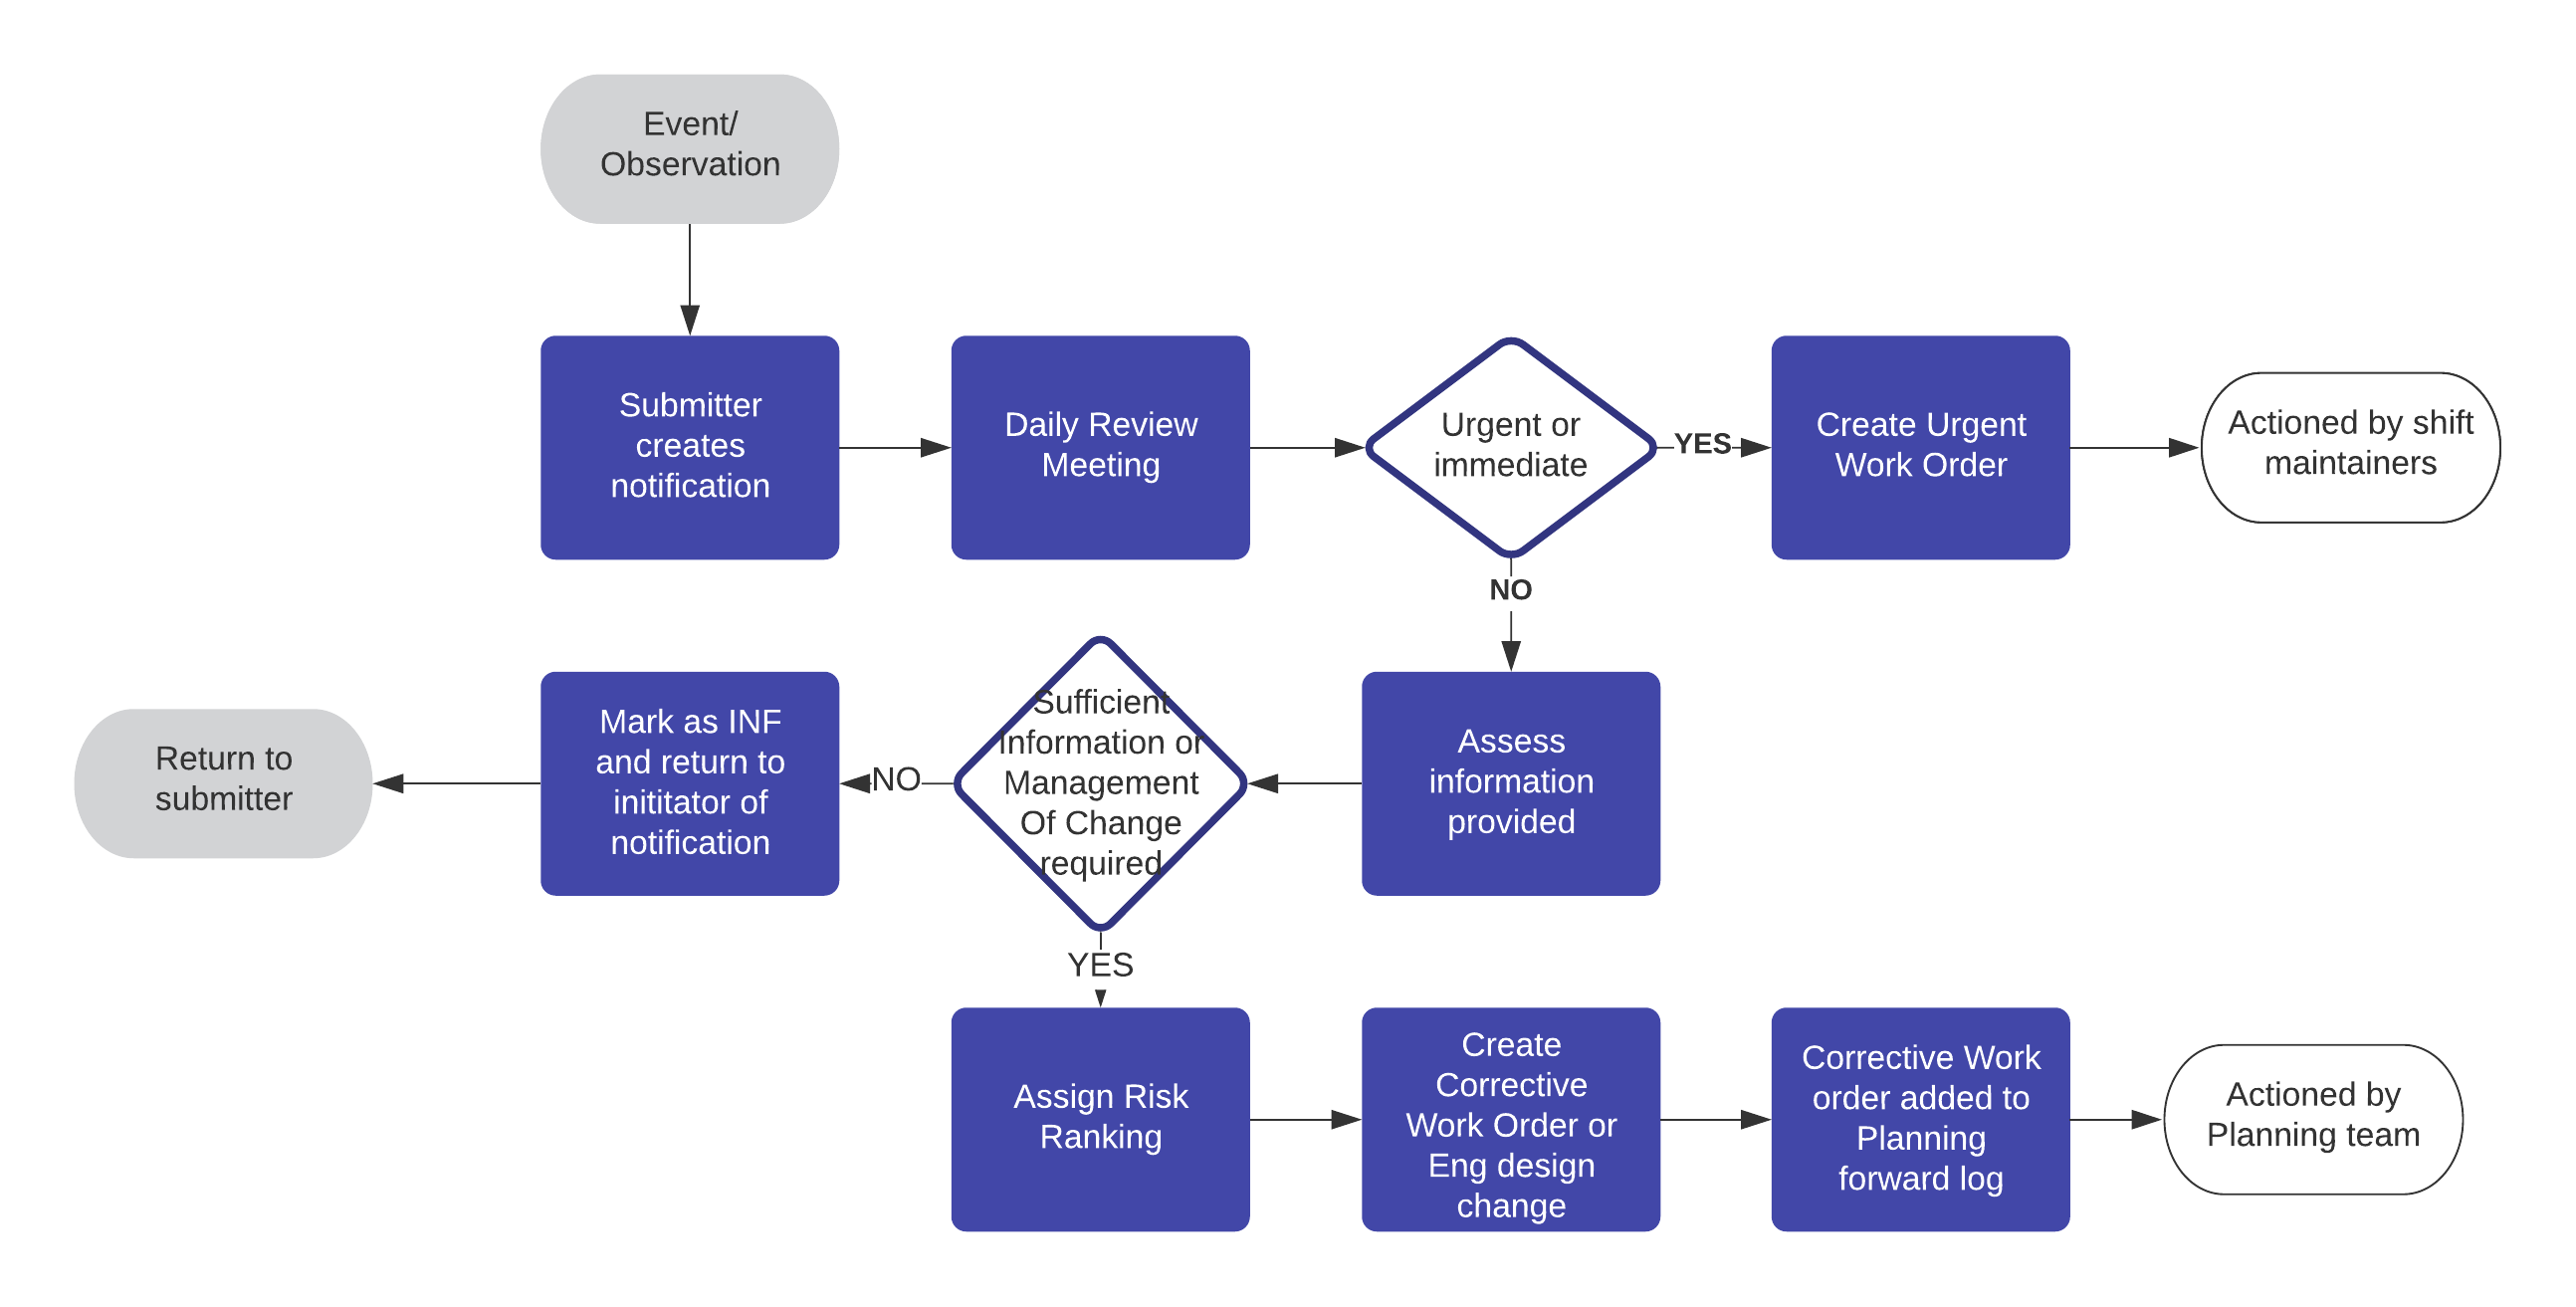 Event/
Observation
Submitter
creates
notification
Daily Review
Meeting
Urgent or
immediate
YES
Create Urgent
Work Order
Actioned by shift
maintainers
NO
Return to
submitter
Mark as INF
and return to
inititator of
notification
NO
Sufficient
Information or
Management
Of Change
required
Assess
information
provided
YES
Assign Risk
Ranking
Create
Corrective
Work Order or
Eng design
change
Corrective Work
order added to
Planning
forward log
Actioned by
Planning team